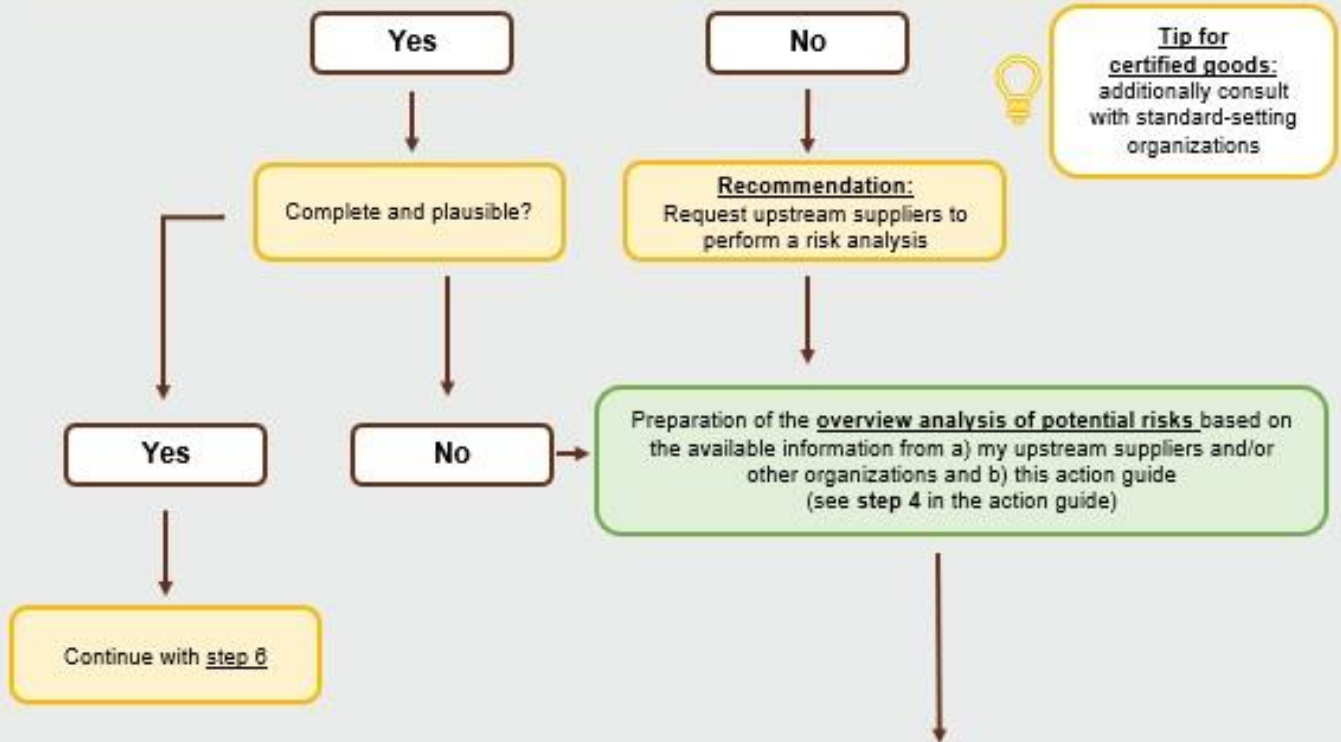 Yes
No
Tip for
certified goods:
additionally consult
with standard-setting
organizations
Complete and plausible?
Recommendation:
Request upstream suppliers to
perform a risk analysis
Yes
No
Preparation of the overview analysis of potential risks based on
the available information from a) my upstream suppliers and/or
other organizations and b) this action guide
(see step 4 in the action guide)
Continue with step 6